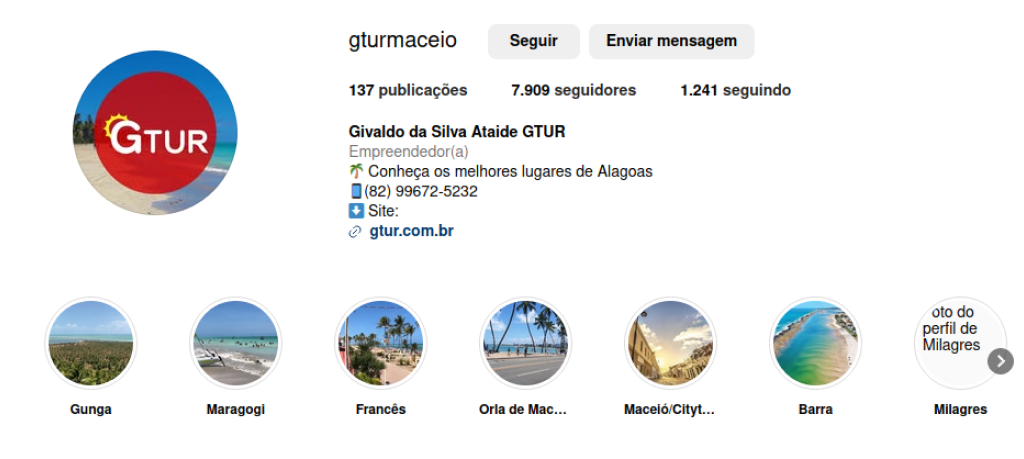 gturmaceio Seguir Enviar mensagem
137 publicações 7.909 seguidores 1.241 seguindo
GTUR
Givaldo da Silva Ataide GTUR
Empreendedor(a)
🌴 Conheça os melhores lugares de Alagoas
📱(82) 99672-5232
⬇️ Site:
gtur.com.br
oto do
perfil de
Milagres
Gunga Maragogi Francês Orla de Mac... Maceió/Cityt... Barra Milagres